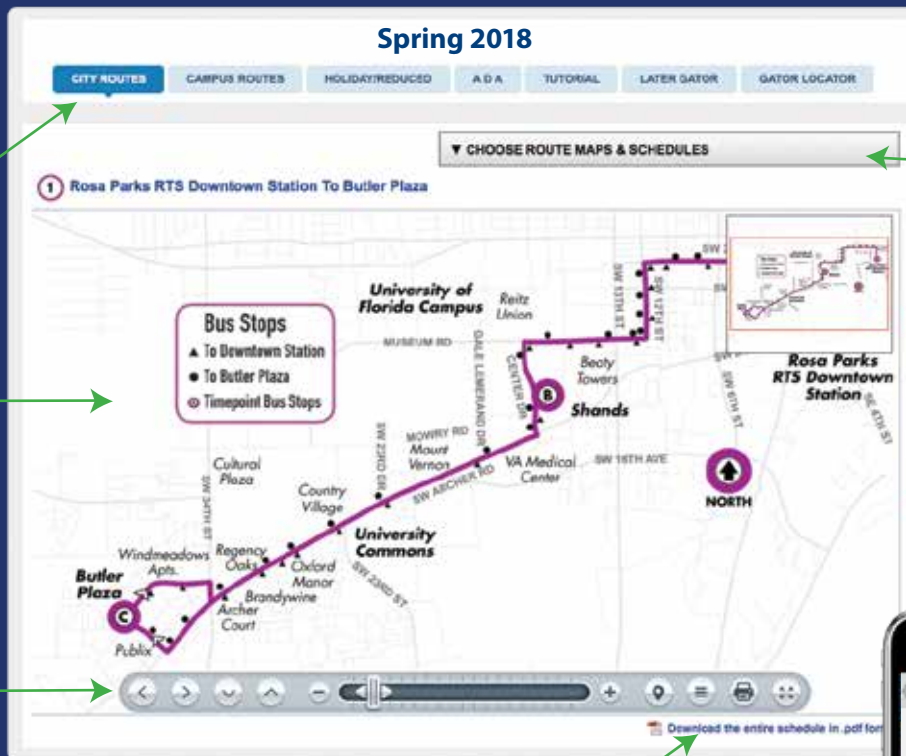 Spring 2018
CITY ROUTES
CAMPUS ROUTES
HOLIDAY/REDUCED
A D A
TUTORIAL
LATER GATOR
GATOR LOCATOR
▼ CHOOSE ROUTE MAPS & SCHEDULES
1 Rosa Parks RTS Downtown Station To Butler Plaza
Bus Stops
▲ To Downtown Station
● To Butler Plaza
Timepoint Bus Stops
University of
Florida Campus
Reitz
Union
MUSEUM RD
GALE LEMERAND DR
CENTER DR
SW 13TH ST
SW 12TH ST
Beaty
Towers
B
Shands
SW 6TH ST
Rosa Parks
RTS Downtown
Station
SE 4TH ST
MOWRY RD
Mount
Vernon
SW ARCHER RD
VA Medical
Center
SW 16TH AVE
NORTH
Cultural
Plaza
SW 34TH ST
Country
Village
SW 23RD DR
University
Commons
SW 23RD ST
Windmeadows
Apts.
Regency
Oaks
Oxford
Manor
Brandywine
Archer
Court
Butler
Plaza
C
Publix
Download the entire schedule in .pdf